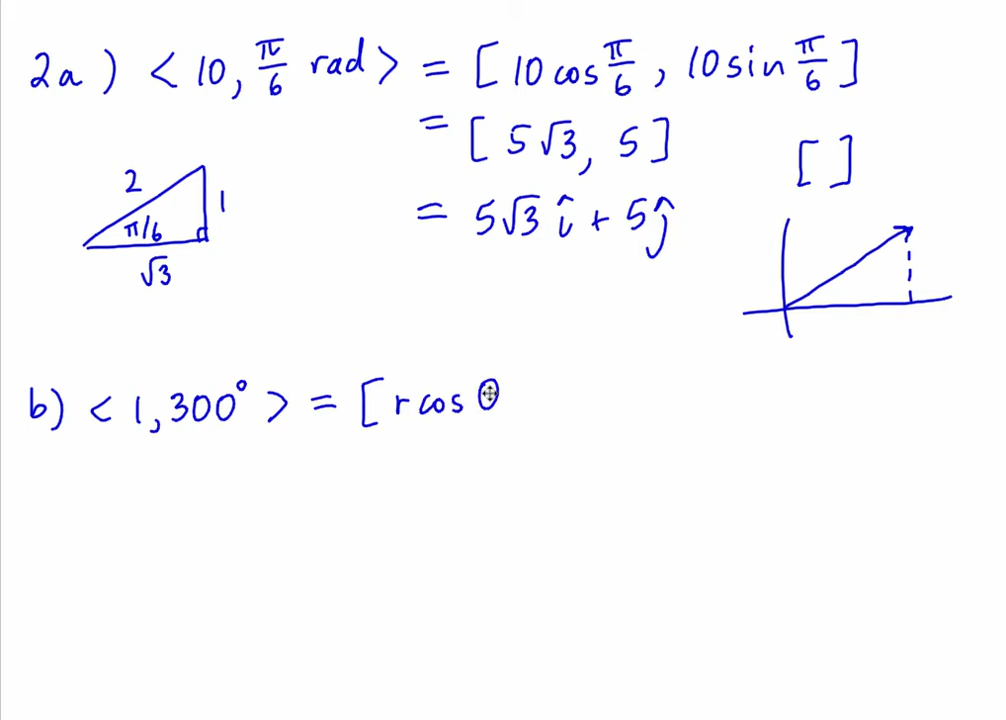 2a) < 10, π/6 rad > = [ 10 cos π/6 , 10 sin π/6 ]
= [ 5√3, 5 ]
[ ]
= 5√3 î + 5ĵ
2
1
π/6
√3
b) < 1, 300° > = [ r cos θ